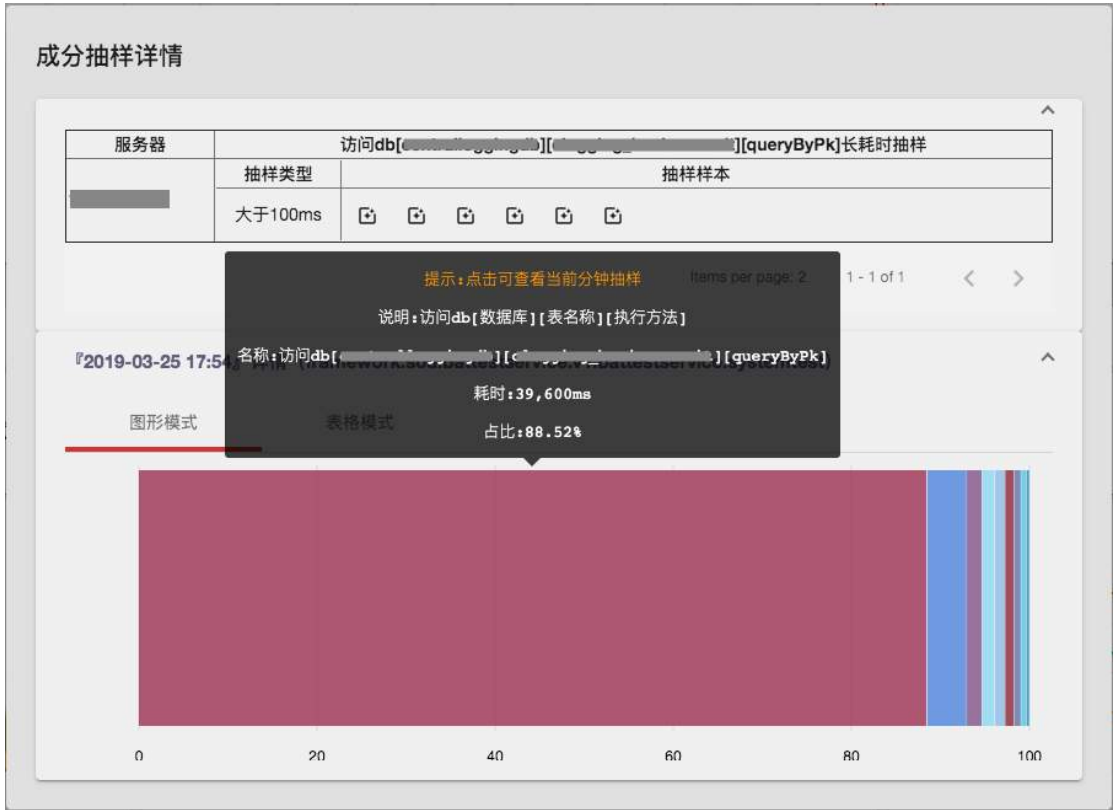 成分抽样详情
服务器
访问db[
][
][queryByPk]长耗时抽样
抽样类型
抽样样本
大于100ms
提示:点击可查看当前分钟抽样
Items per page: 2
1 - 1 of 1
说明:访问db[数据库][表名称][执行方法]
『2019-03-25 17:54』详情
名称:访问db[
][
][queryByPk]
耗时:39,600ms
图形模式
表格模式
占比:88.52%
0
20
40
60
80
100